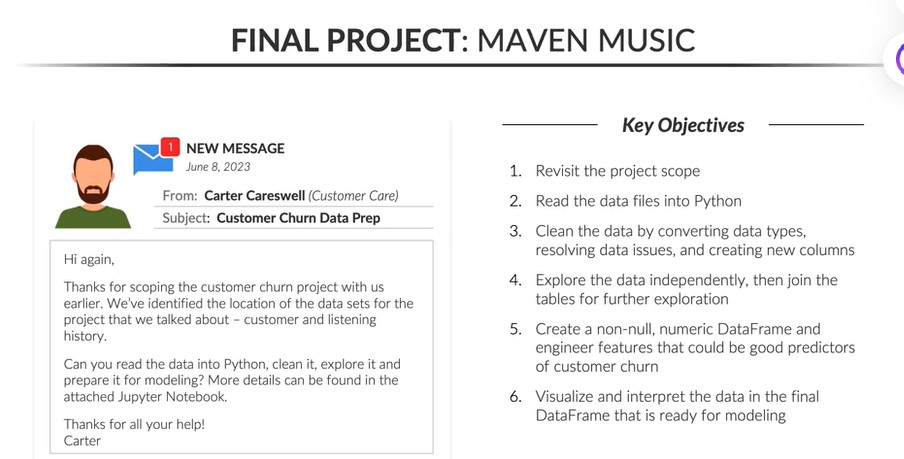 FINAL PROJECT: MAVEN MUSIC
1
NEW MESSAGE
June 8, 2023
From: Carter Careswell (Customer Care)
Subject: Customer Churn Data Prep
Hi again,
Thanks for scoping the customer churn project with us
earlier. We've identified the location of the data sets for the
project that we talked about – customer and listening
history.
Can you read the data into Python, clean it, explore it and
prepare it for modeling? More details can be found in the
attached Jupyter Notebook.
Thanks for all your help!
Carter
Key Objectives
1. Revisit the project scope
2. Read the data files into Python
3. Clean the data by converting data types,
resolving data issues, and creating new columns
4. Explore the data independently, then join the
tables for further exploration
5. Create a non-null, numeric DataFrame and
engineer features that could be good predictors
of customer churn
6. Visualize and interpret the data in the final
DataFrame that is ready for modeling